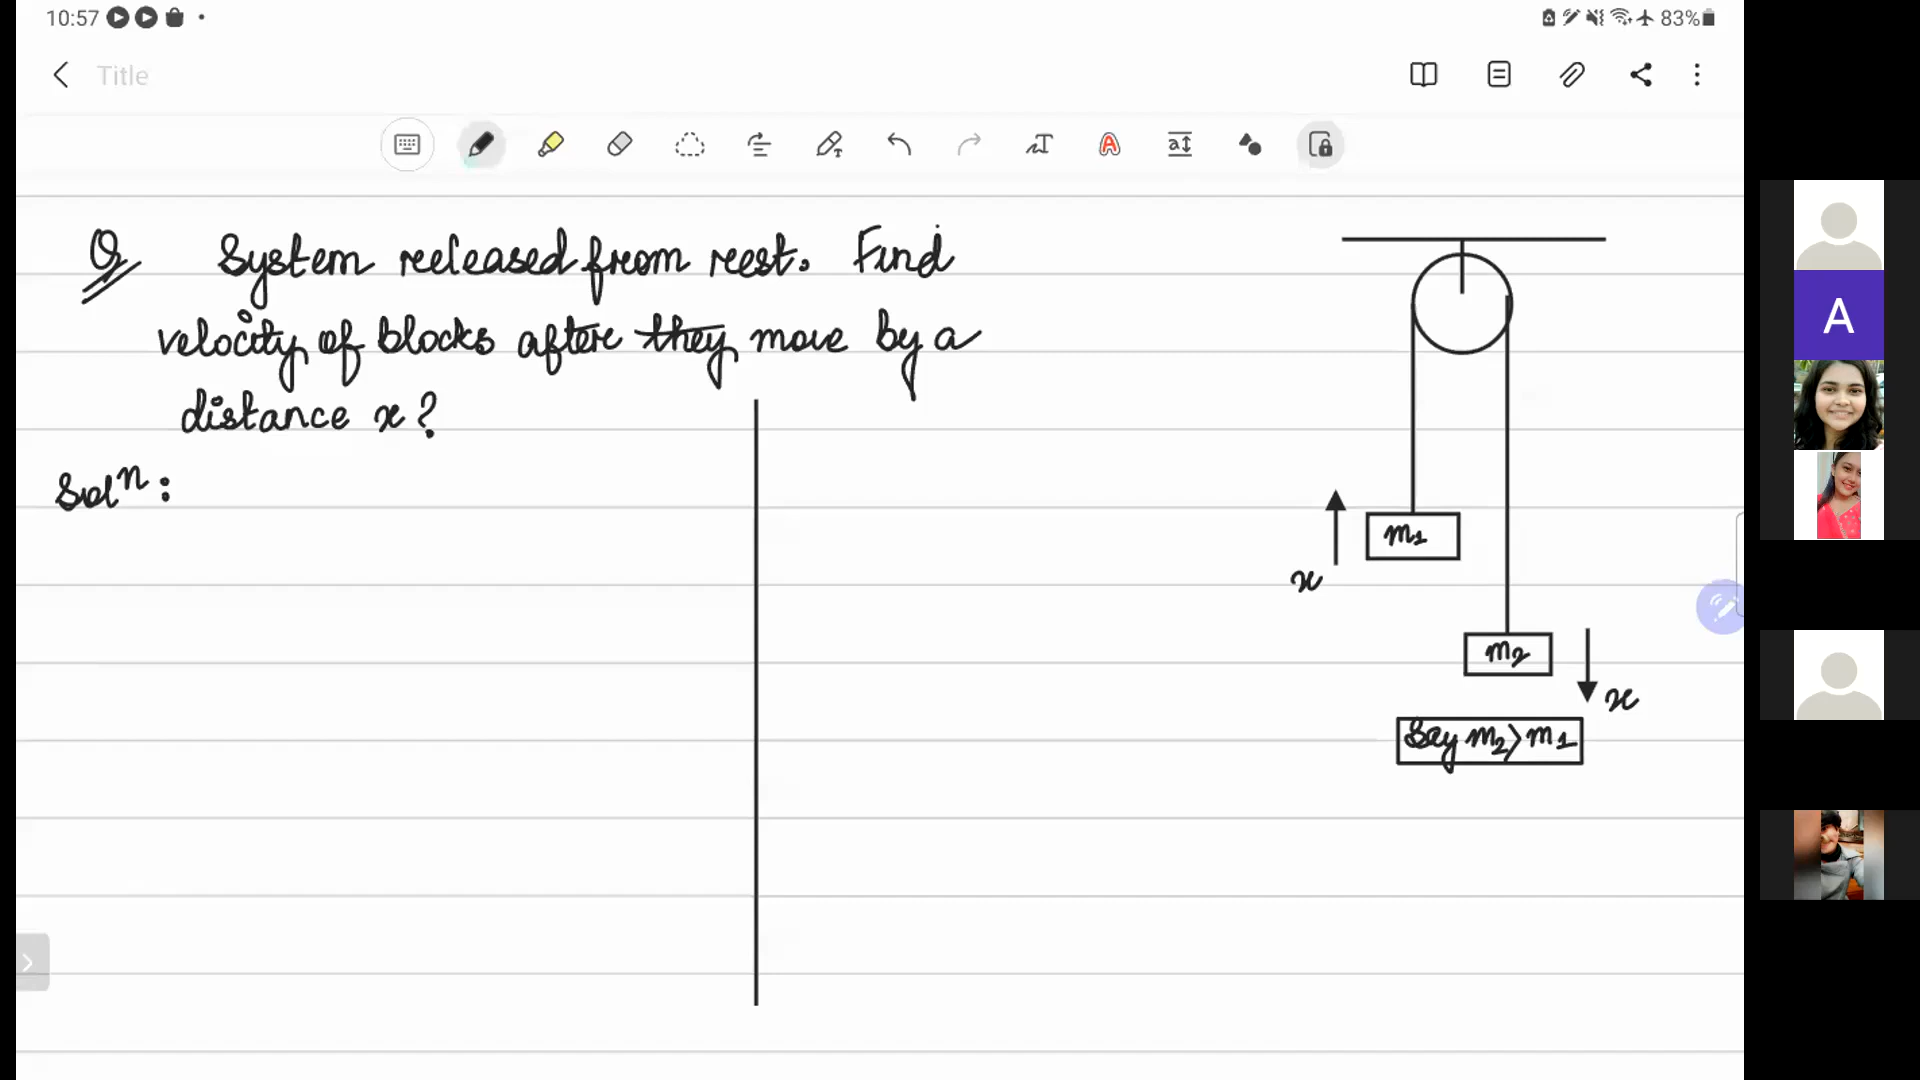 10:57
83%
Title
Q System released from rest. Find
velocity of blocks after they move by a
distance x?
Solⁿ:
m₁
x
m₂
x
Say m₂>m₁
A